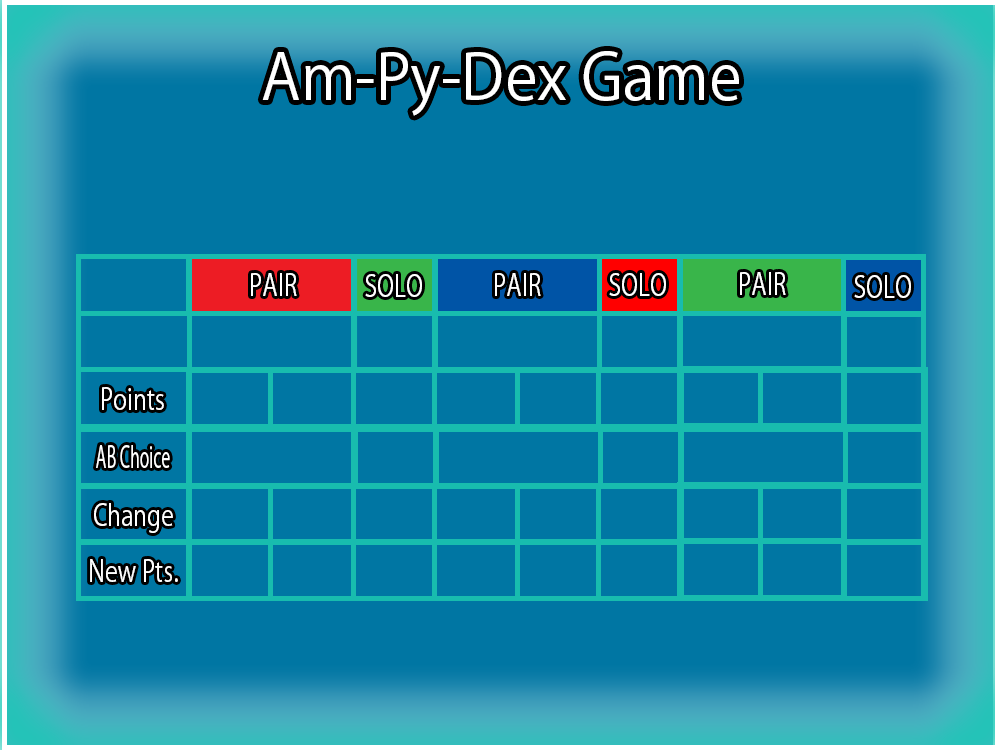 Am-Py-Dex Game
PAIR SOLO PAIR SOLO PAIR SOLO
Points
AB Choice
Change
New Pts.